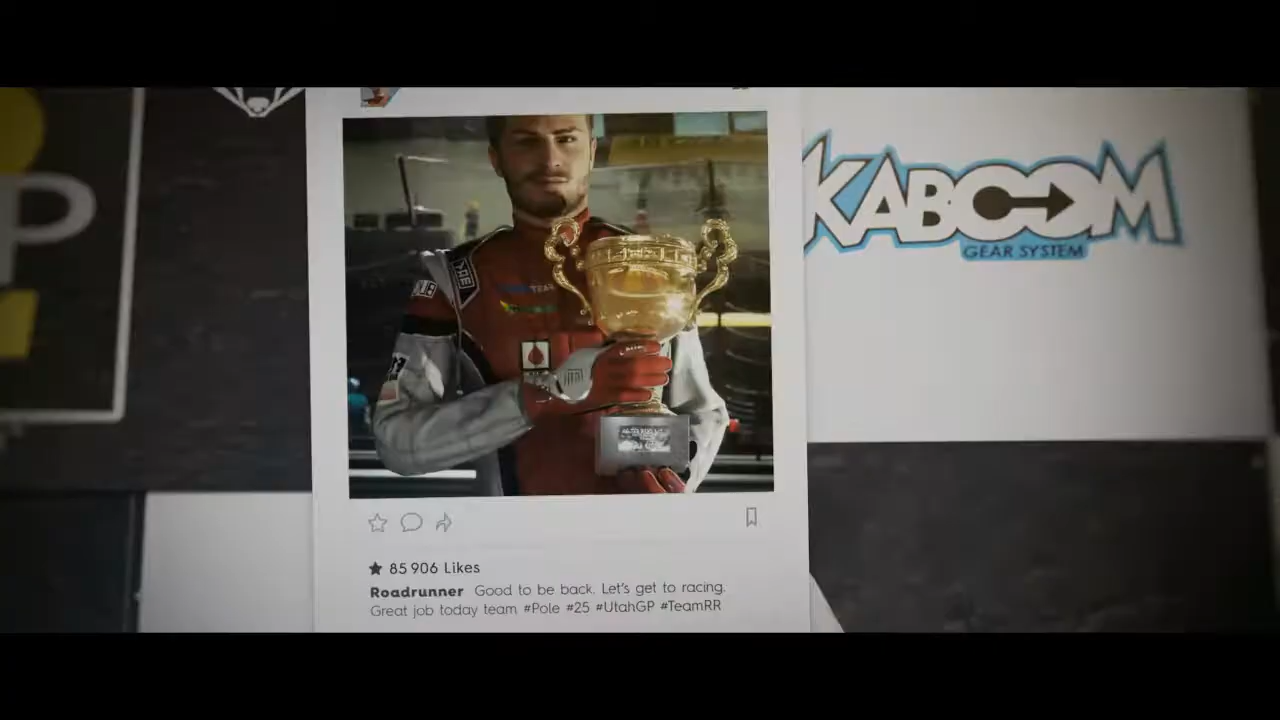 P
KABOOM
GEAR SYSTEM
85 906 Likes
Roadrunner Good to be back. Let's get to racing.
Great job today team #Pole #25 #UtahGP #TeamRR